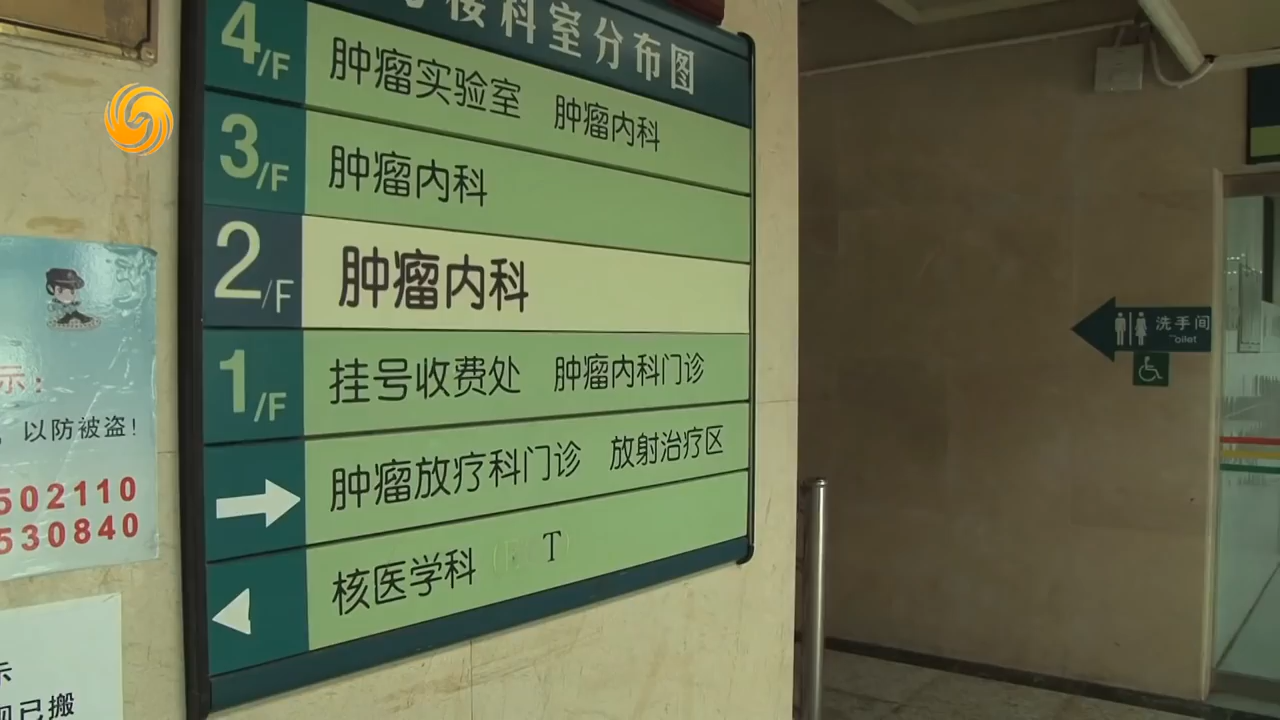 楼科室分布图
4/F 肿瘤实验室 肿瘤内科
3/F 肿瘤内科
2/F 肿瘤内科
1/F 挂号收费处 肿瘤内科门诊
肿瘤放疗科门诊 放射治疗区
核医学科 T
示:
以防被盗!
502110
530840
示
已搬
洗手间
Toilet